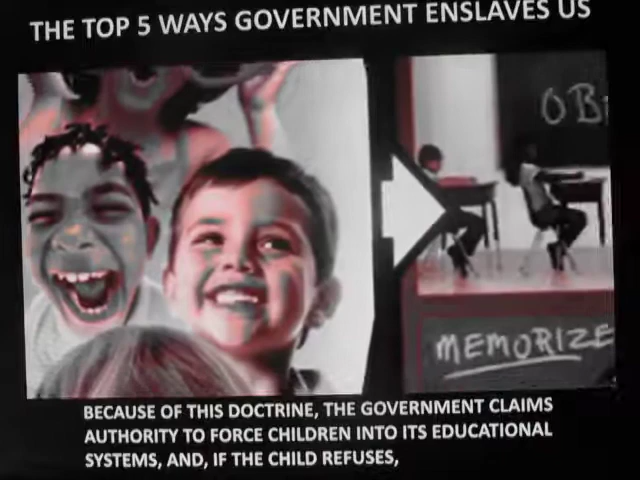 THE TOP 5 WAYS GOVERNMENT ENSLAVES US
MEMORIZE
BECAUSE OF THIS DOCTRINE, THE GOVERNMENT CLAIMS
AUTHORITY TO FORCE CHILDREN INTO ITS EDUCATIONAL
SYSTEMS, AND, IF THE CHILD REFUSES,